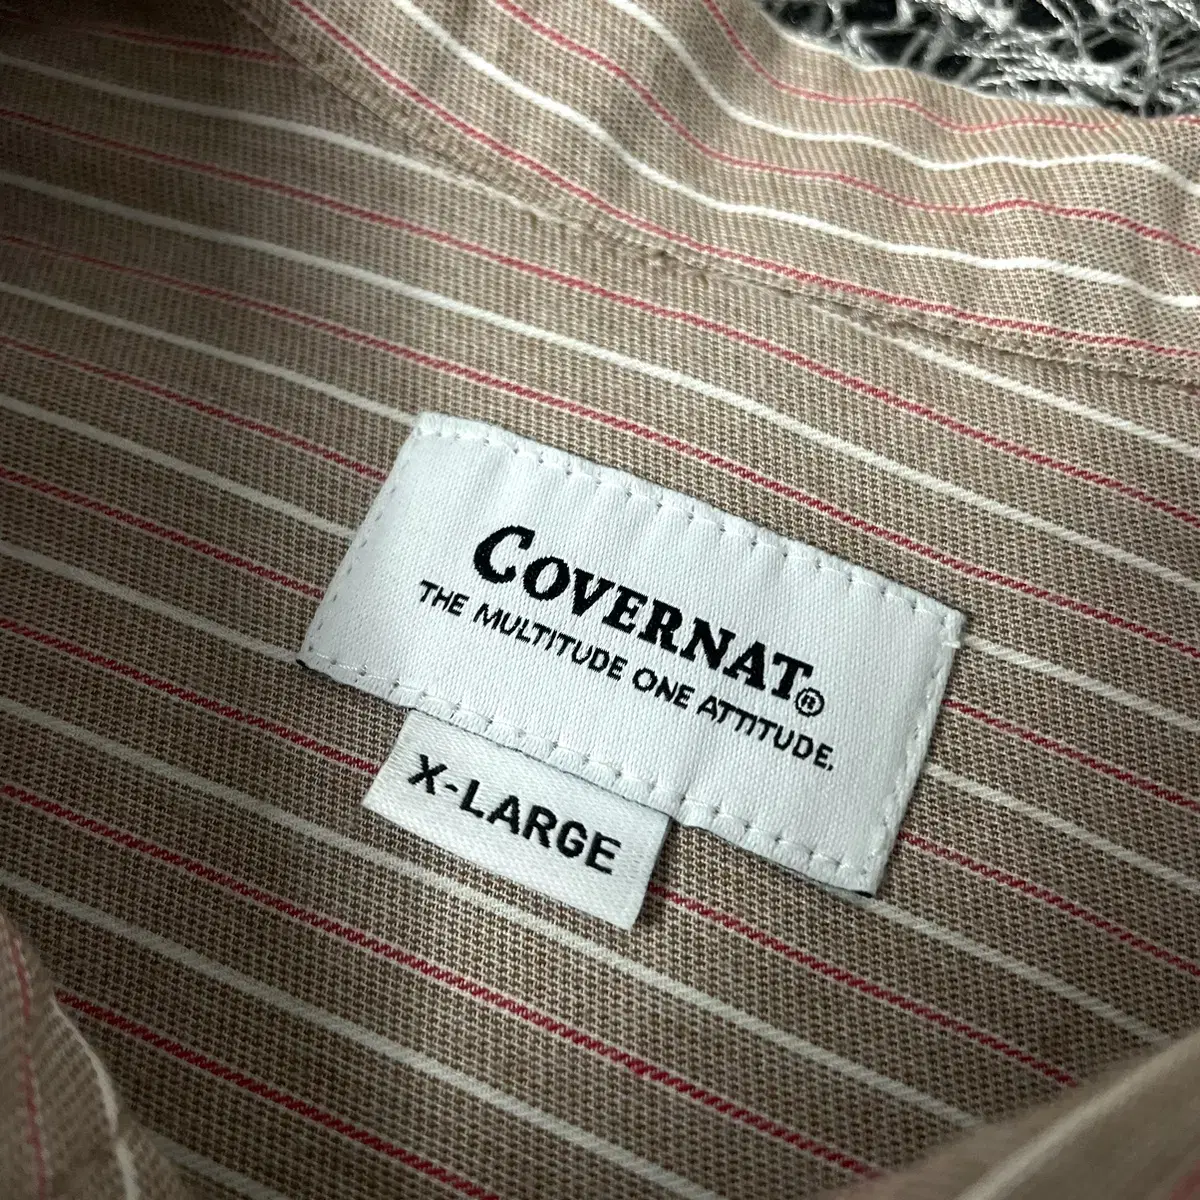 COVERNAT®
THE MULTITUDE ONE ATTITUDE.
X-LARGE